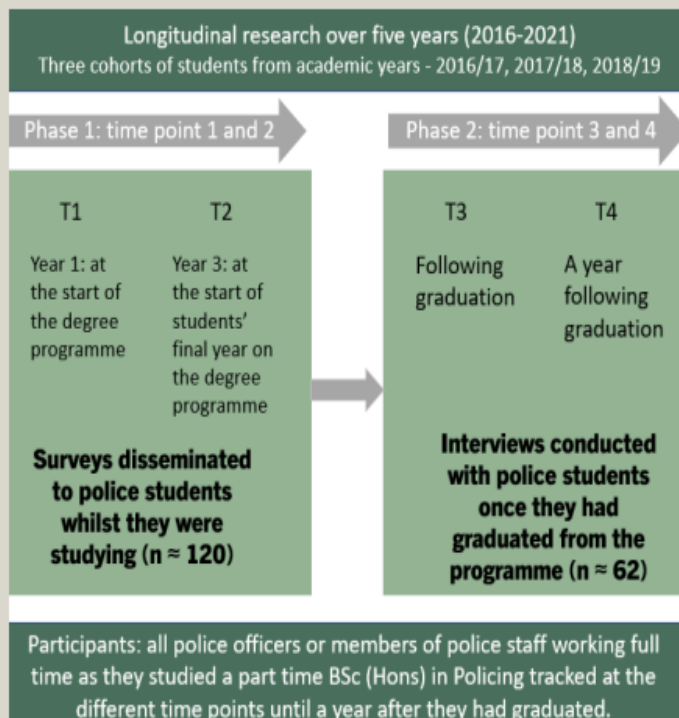 Longitudinal research over five years (2016-2021)
Three cohorts of students from academic years - 2016/17, 2017/18, 2018/19
Phase 1: time point 1 and 2
Phase 2: time point 3 and 4
T1
Year 1: at
the start of
the degree
programme
T2
Year 3: at
the start of
students’
final year on
the degree
programme
Surveys disseminated
to police students
whilst they were
studying (n ≈ 120)
T3
Following
graduation
T4
A year
following
graduation
Interviews conducted
with police students
once they had
graduated from the
programme (n ≈ 62)
Participants: all police officers or members of police staff working full
time as they studied a part time BSc (Hons) in Policing tracked at the
different time points until a year after they had graduated.